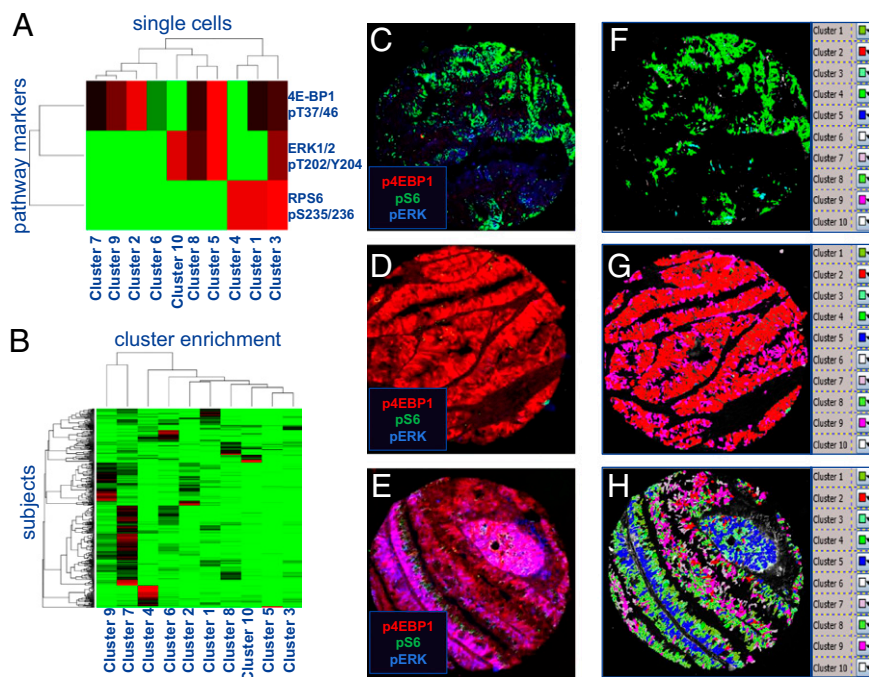 A
single cells
pathway markers
4E-BP1
pT37/46
ERK1/2
pT202/Y204
RPS6
pS235/236
Cluster 7
Cluster 9
Cluster 2
Cluster 6
Cluster 10
Cluster 8
Cluster 5
Cluster 4
Cluster 1
Cluster 3
B
cluster enrichment
subjects
Cluster 9
Cluster 7
Cluster 4
Cluster 6
Cluster 2
Cluster 1
Cluster 8
Cluster 10
Cluster 5
Cluster 3
C
p4EBP1
pS6
pERK
F
Cluster 1
Cluster 2
Cluster 3
Cluster 4
Cluster 5
Cluster 6
Cluster 7
Cluster 8
Cluster 9
Cluster 10
D
p4EBP1
pS6
pERK
G
Cluster 1
Cluster 2
Cluster 3
Cluster 4
Cluster 5
Cluster 6
Cluster 7
Cluster 8
Cluster 9
Cluster 10
E
p4EBP1
pS6
pERK
H
Cluster 1
Cluster 2
Cluster 3
Cluster 4
Cluster 5
Cluster 6
Cluster 7
Cluster 8
Cluster 9
Cluster 10